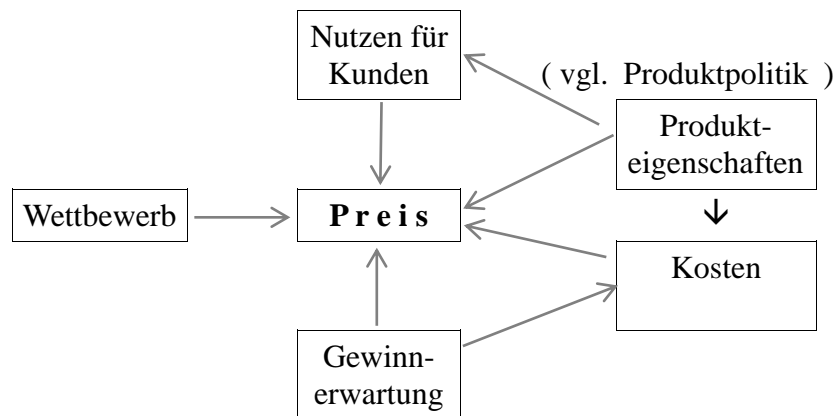 Nutzen für
Kunden
( vgl. Produktpolitik )
Produkt-
eigenschaften
Wettbewerb
P r e i s
Kosten
Gewinn-
erwartung